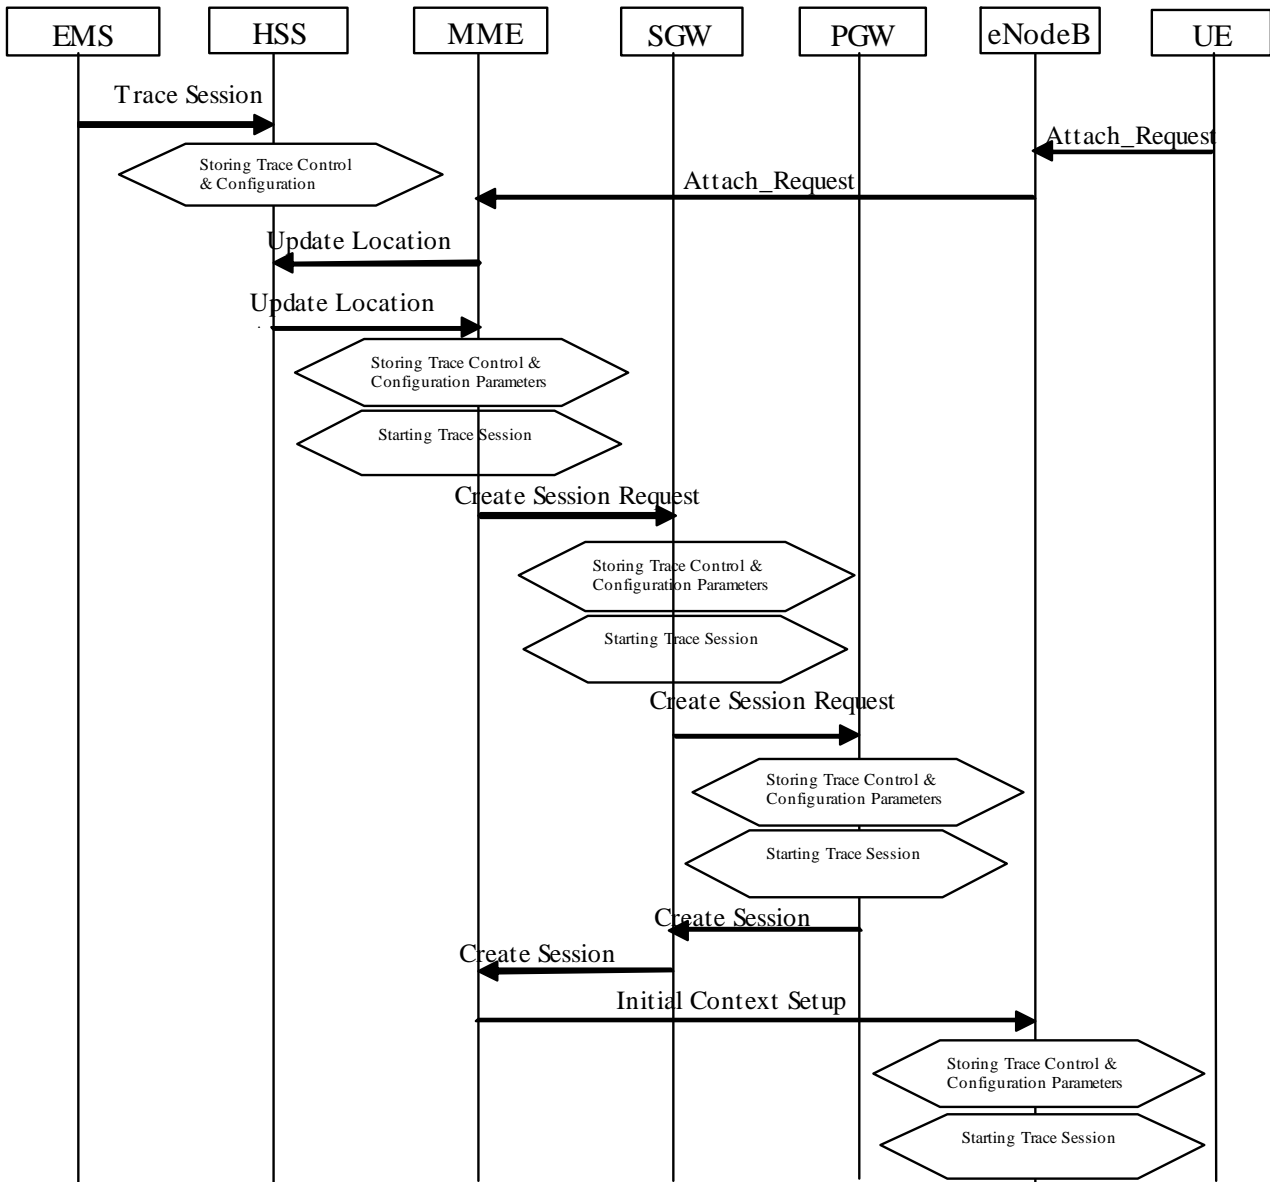 EMS
HSS
MME
SGW
PGW
eNodeB
UE
Trace Session
Attach_Request
Storing Trace Control
& Configuration
Attach_Request
Update Location
Update Location
Storing Trace Control &
Configuration Parameters
Starting Trace Session
Create Session Request
Storing Trace Control &
Configuration Parameters
Starting Trace Session
Create Session Request
Storing Trace Control &
Configuration Parameters
Starting Trace Session
Create Session
Create Session
Initial Context Setup
Storing Trace Control &
Configuration Parameters
Starting Trace Session